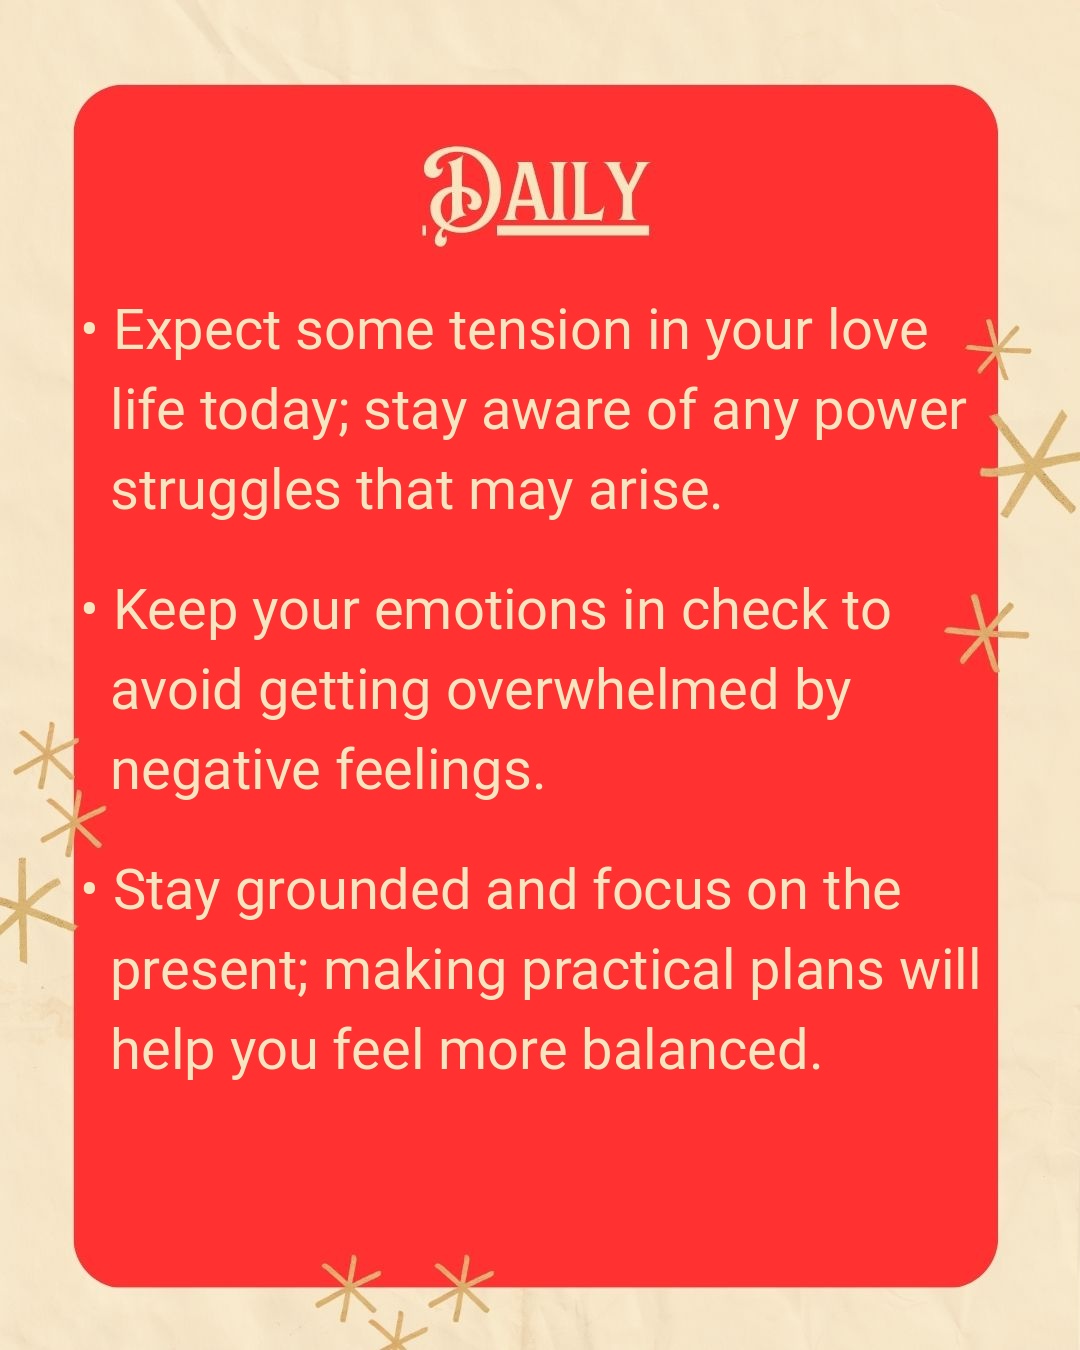 Daily
• Expect some tension in your love
life today; stay aware of any power
struggles that may arise.
• Keep your emotions in check to
avoid getting overwhelmed by
negative feelings.
• Stay grounded and focus on the
present; making practical plans will
help you feel more balanced.